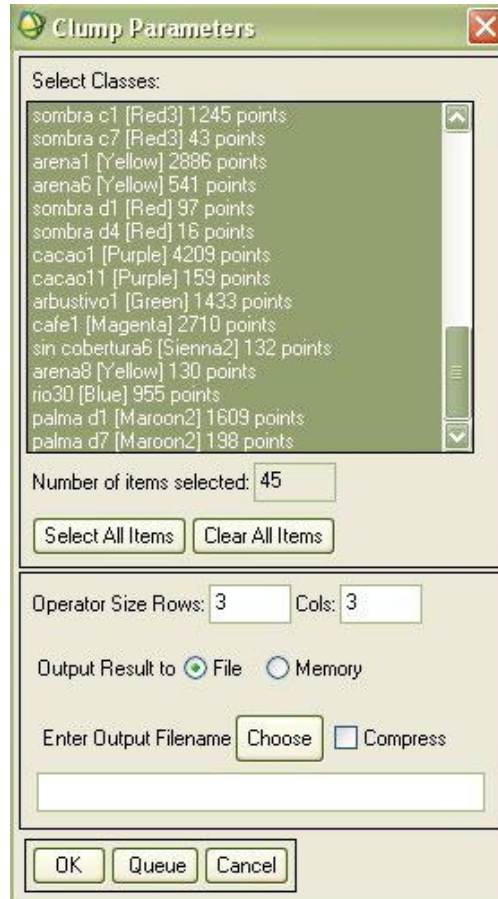 Clump Parameters
Select Classes:
sombra c1 [Red3] 1245 points
sombra c7 [Red3] 43 points
arena1 [Yellow] 2886 points
arena6 [Yellow] 541 points
sombra d1 [Red] 97 points
sombra d4 [Red] 16 points
cacao1 [Purple] 4209 points
cacao11 [Purple] 159 points
arbustivo1 [Green] 1433 points
cafe1 [Magenta] 2710 points
sin cobertura6 [Sienna2] 132 points
arena8 [Yellow] 130 points
rio30 [Blue] 955 points
palma d1 [Maroon2] 1609 points
palma d7 [Maroon2] 198 points
Number of items selected: 45
Select All Items Clear All Items
Operator Size Rows: 3 Cols: 3
Output Result to File Memory
Enter Output Filename Choose Compress
OK Queue Cancel